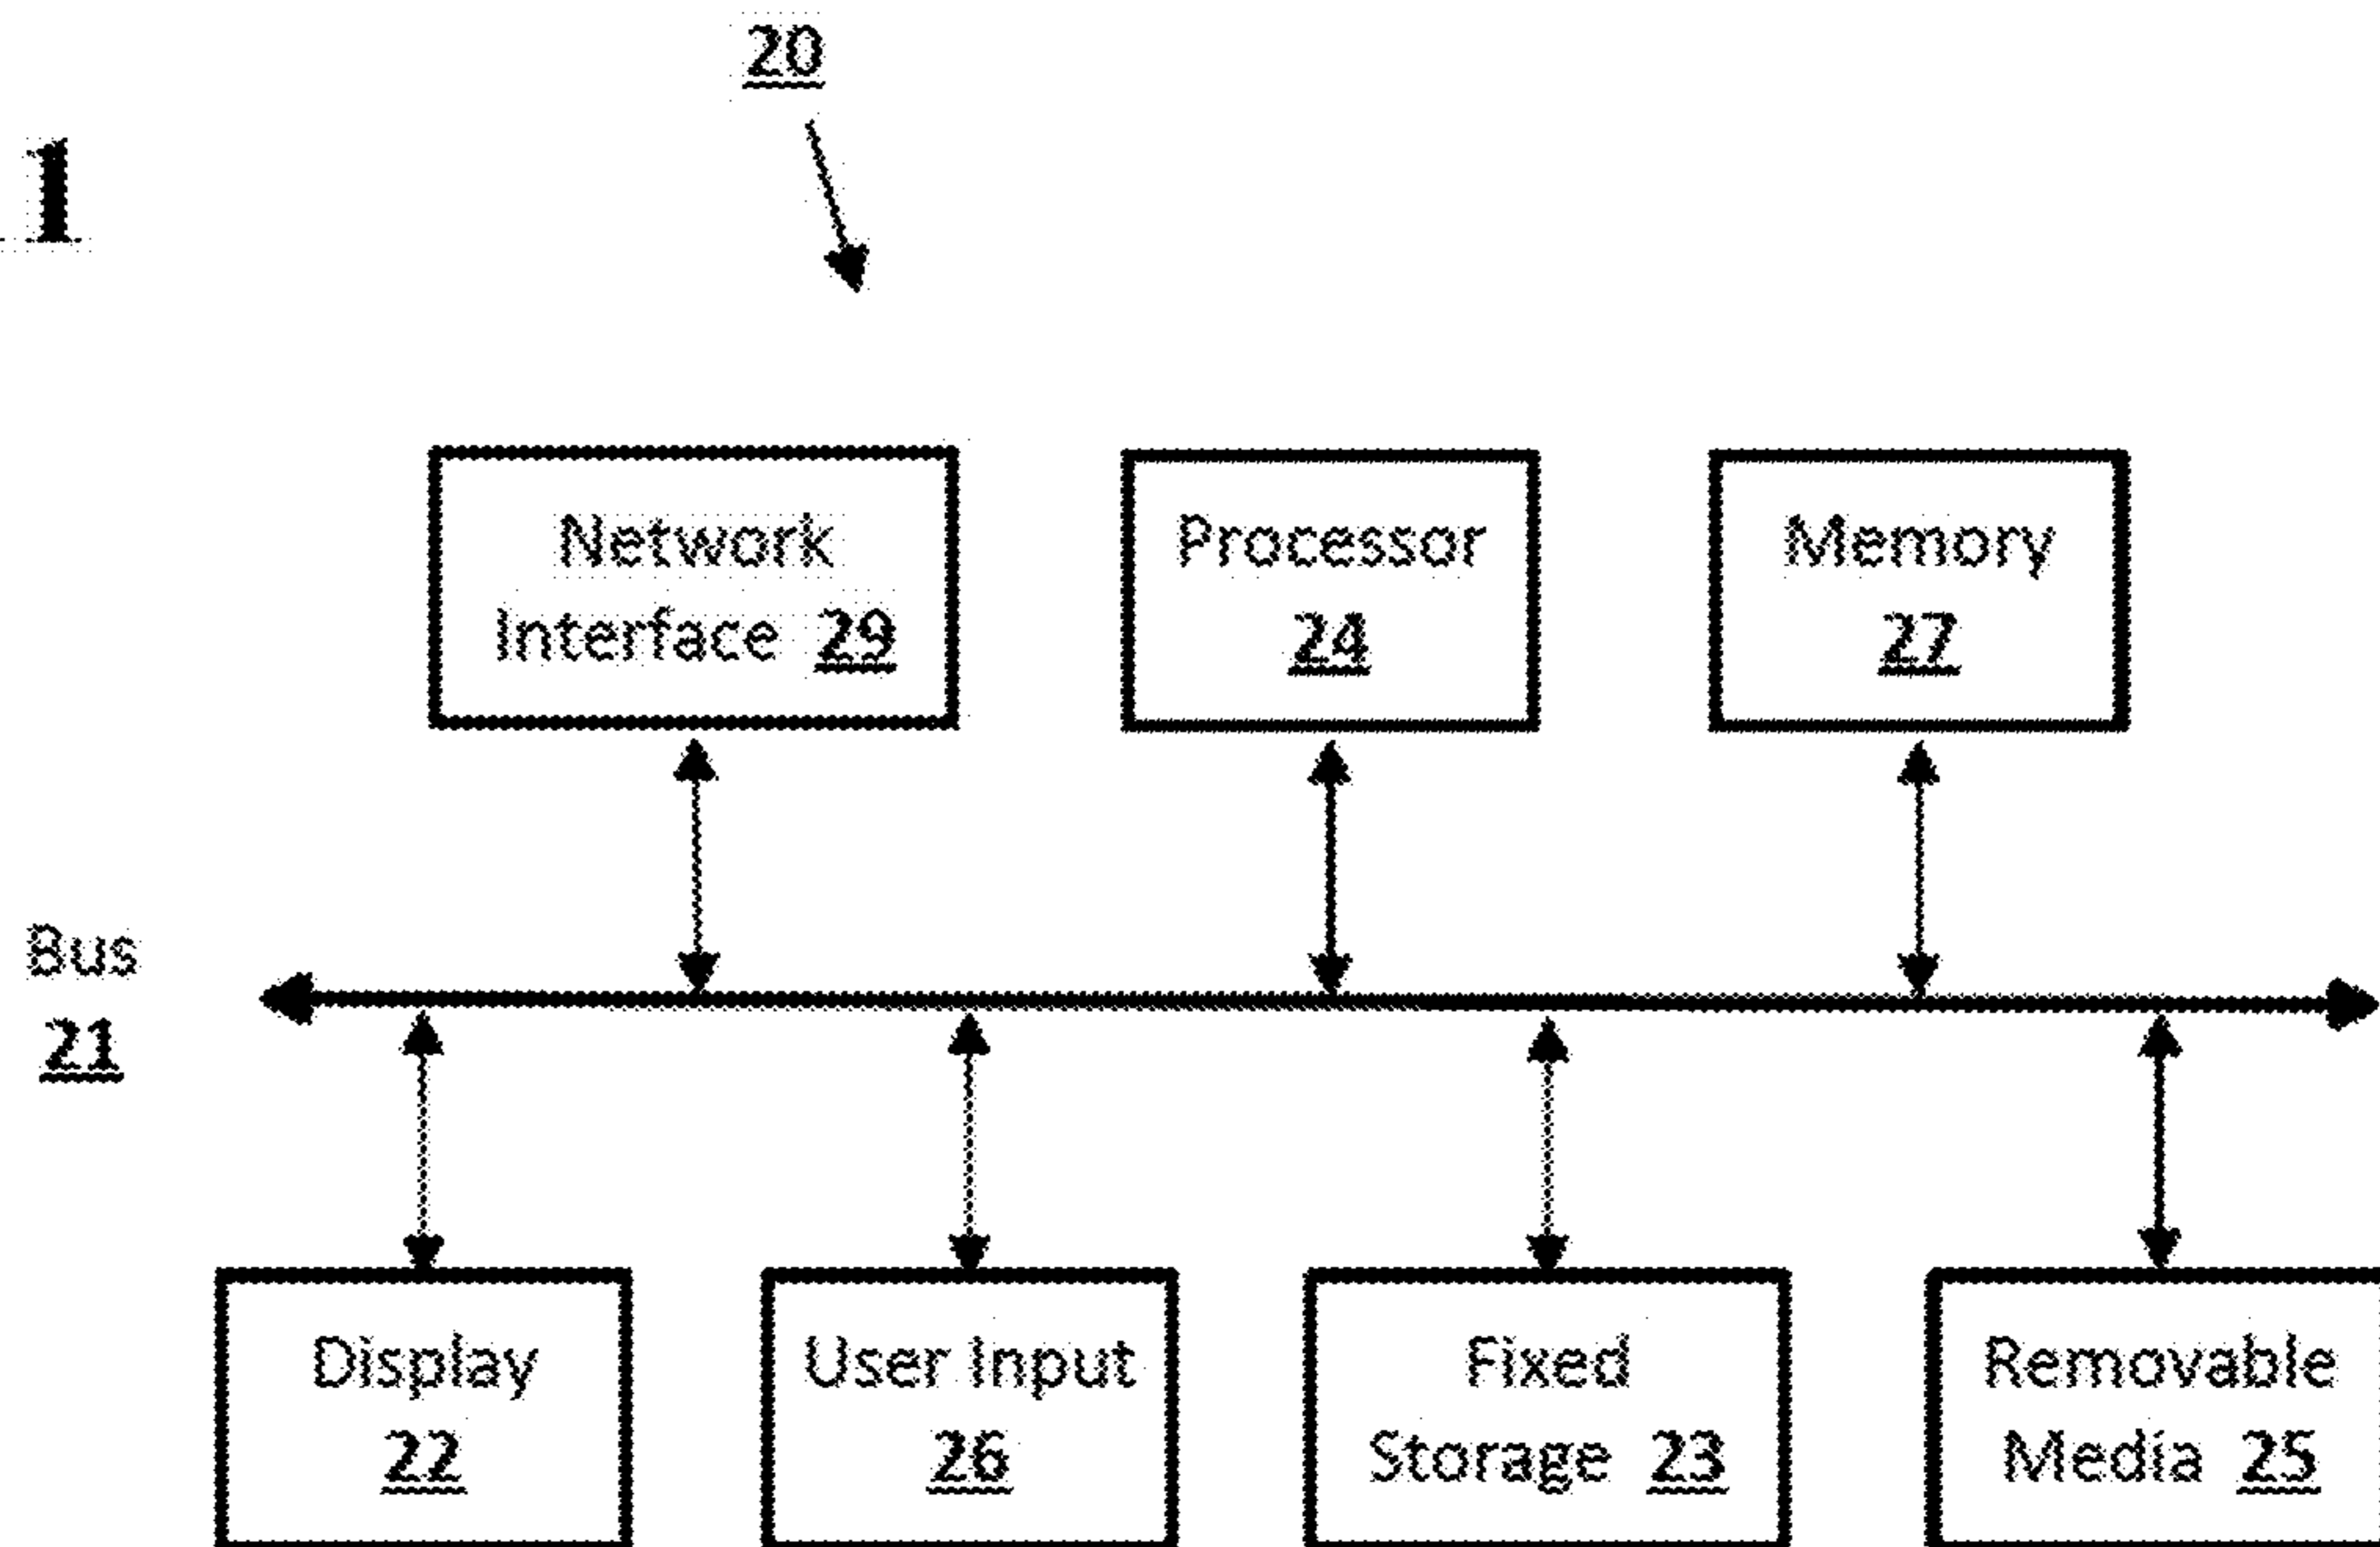 20
1
Network
Interface 29
Processor
24
Memory
27
Bus
21
Display
22
User Input
26
Fixed
Storage 23
Removable
Media 25